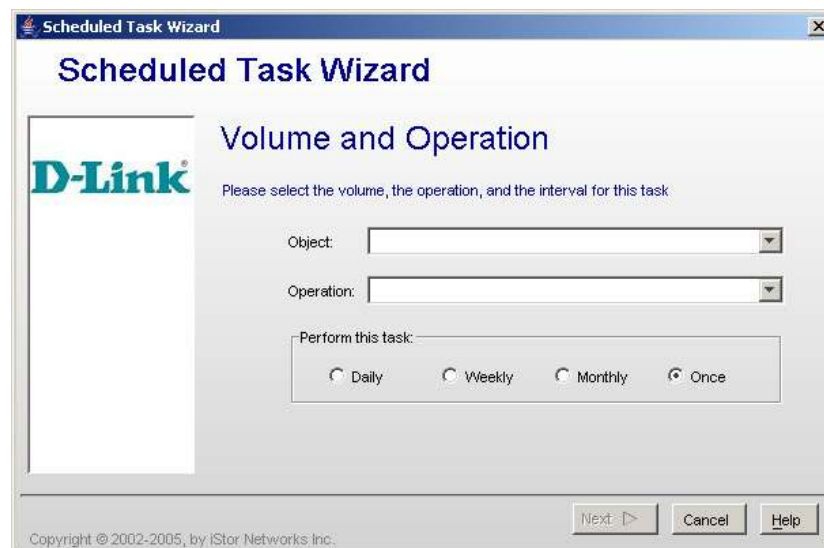 Scheduled Task Wizard
Scheduled Task Wizard
D-Link®
Volume and Operation
Please select the volume, the operation, and the interval for this task
Object:
Operation:
Perform this task:
Daily Weekly Monthly Once
Next Cancel Help
Copyright © 2002-2005, by iStor Networks Inc.